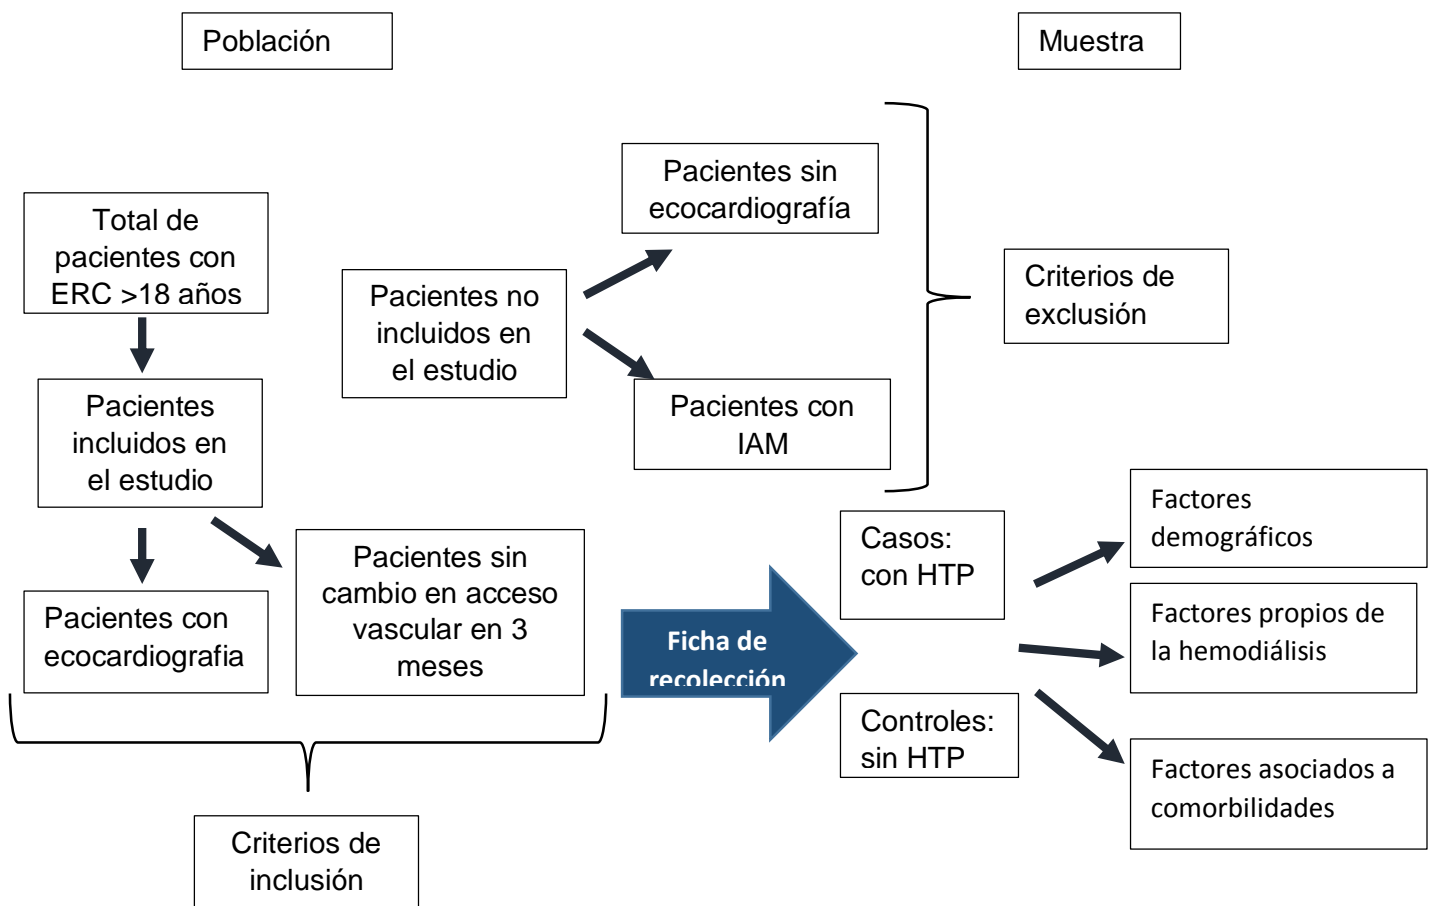 Población
Muestra
Total de
pacientes con
ERC >18 años
Pacientes
incluidos en
el estudio
Pacientes con
ecocardiografia
Pacientes sin
cambio en acceso
vascular en 3
meses
Criterios de
inclusión
Pacientes no
incluidos en
el estudio
Pacientes sin
ecocardiografía
Pacientes con
IAM
Criterios de
exclusión
Ficha de
recolección
Casos:
con HTP
Controles:
sin HTP
Factores
demográficos
Factores propios de
la hemodiálisis
Factores asociados a
comorbilidades